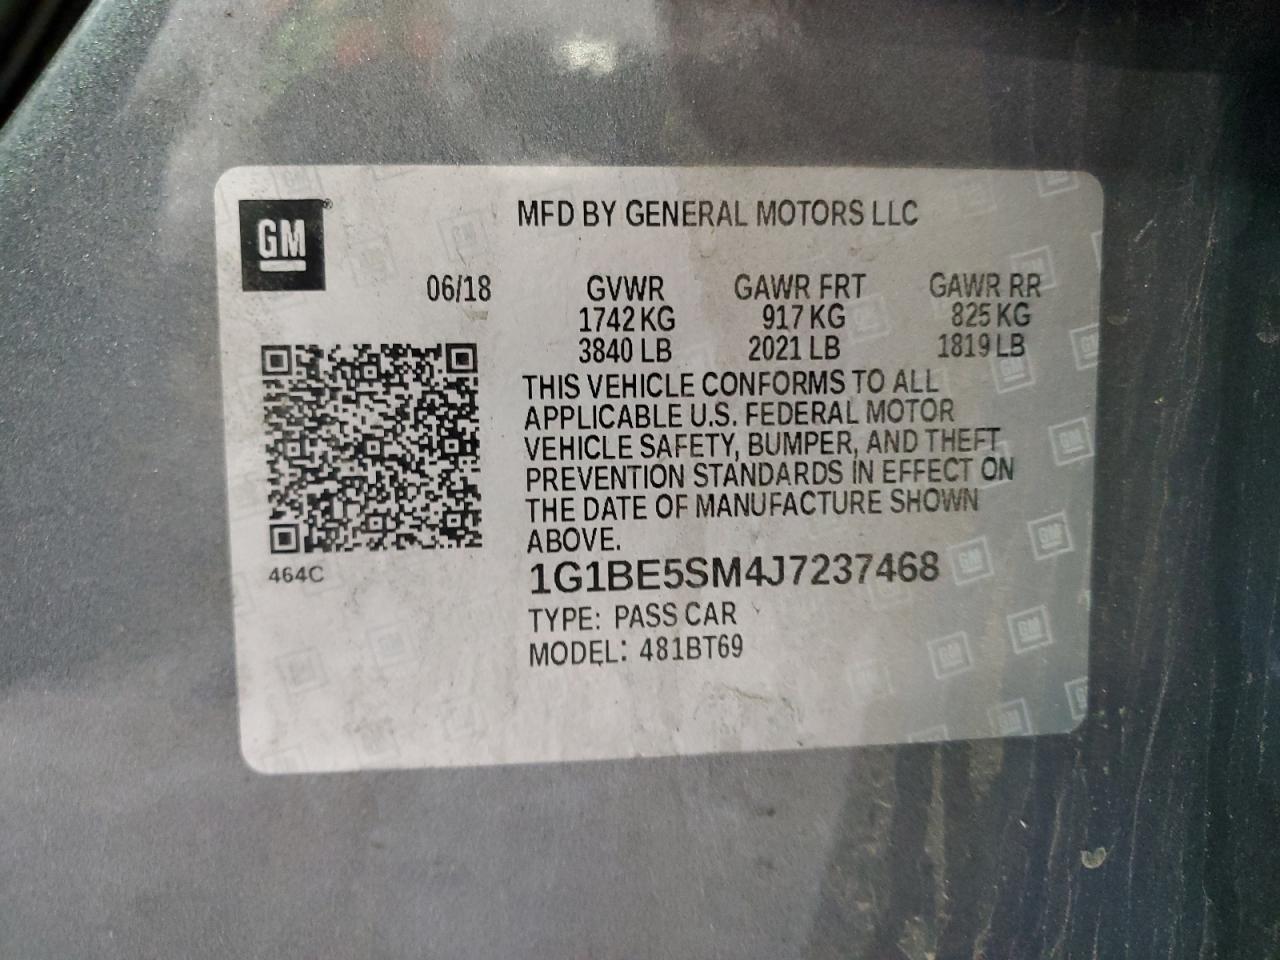 GM®
MFD BY GENERAL MOTORS LLC
06/18 GVWR GAWR FRT GAWR RR
1742 KG 917 KG 825 KG
3840 LB 2021 LB 1819 LB
THIS VEHICLE CONFORMS TO ALL
APPLICABLE U.S. FEDERAL MOTOR
VEHICLE SAFETY, BUMPER, AND THEFT
PREVENTION STANDARDS IN EFFECT ON
THE DATE OF MANUFACTURE SHOWN
ABOVE.
464C
1G1BE5SM4J7237468
TYPE: PASS CAR
MODEL: 481BT69